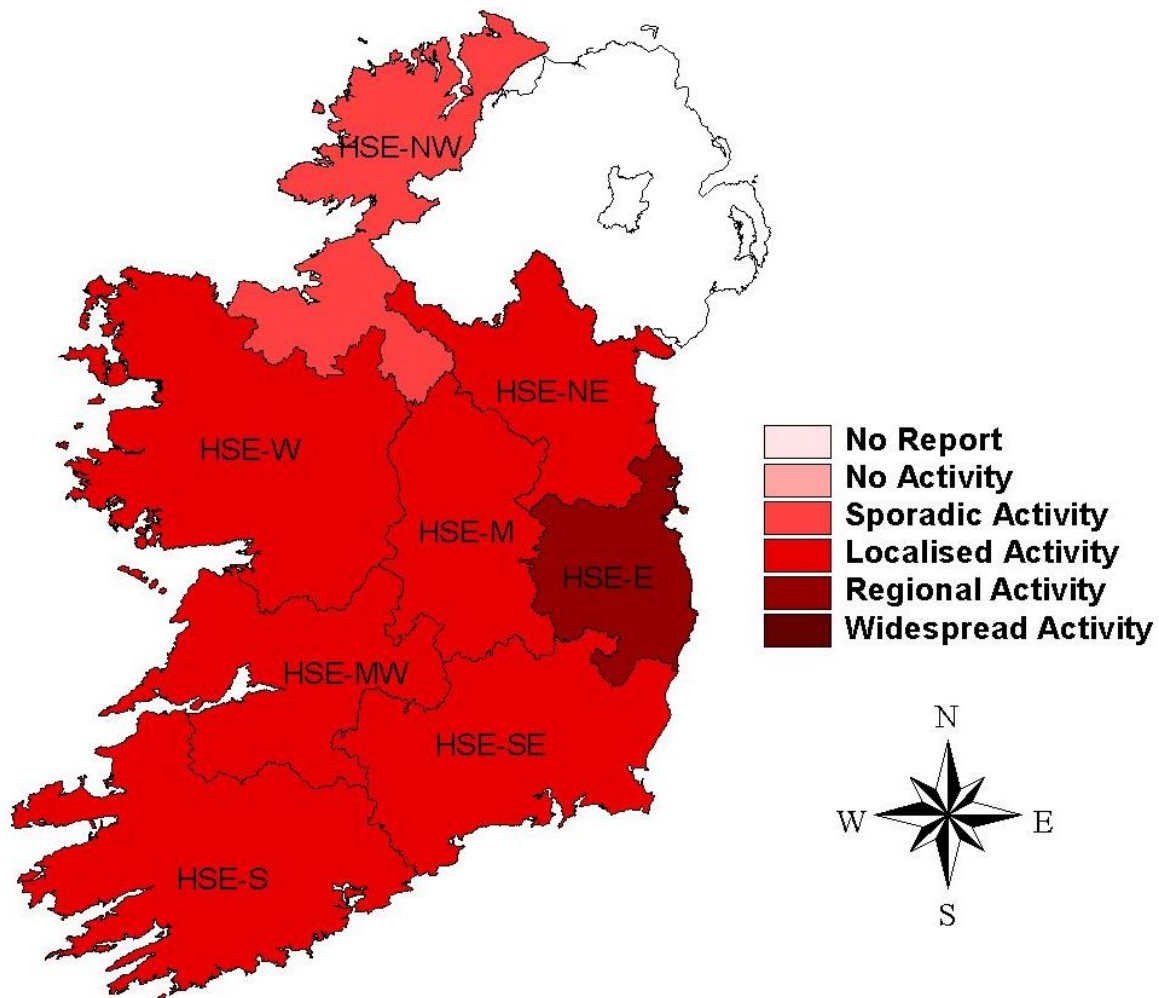 HSE-NW
HSE-NE
HSE-W
HSE-M
HSE-E
HSE-MW
HSE-SE
HSE-S
No Report
No Activity
Sporadic Activity
Localised Activity
Regional Activity
Widespread Activity
N
W
E
S